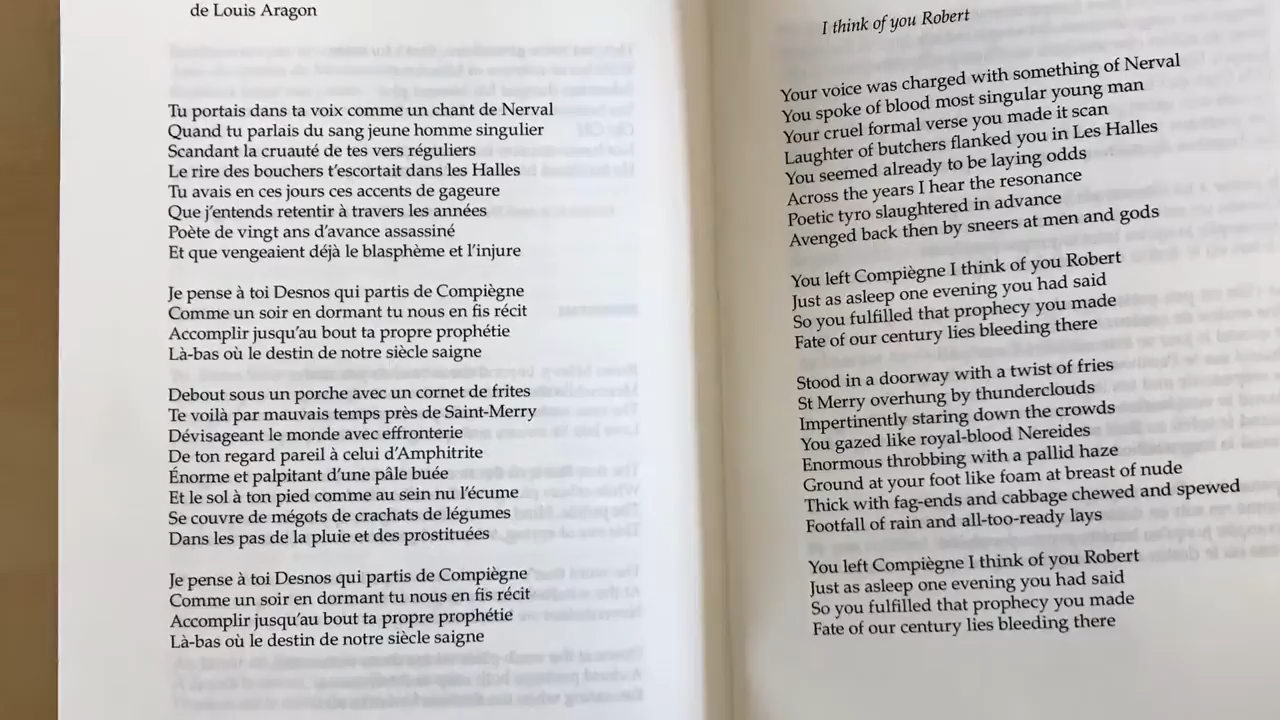 de Louis Aragon
Tu portais dans ta voix comme un chant de Nerval
Quand tu parlais du sang jeune homme singulier
Scandant la cruauté de tes vers réguliers
Le rire des bouchers t'escortait dans les Halles
Tu avais en ces jours ces accents de gageure
Que j'entends retentir à travers les années
Poète de vingt ans d'avance assassiné
Et que vengeaient déjà le blasphème et l'injure
Je pense à toi Desnos qui partis de Compiègne
Comme un soir en dormant tu nous en fis récit
Accomplir jusqu'au bout ta propre prophétie
Là-bas où le destin de notre siècle saigne
Debout sous un porche avec un cornet de frites
Te voilà par mauvais temps près de Saint-Merry
Dévisageant le monde avec effronterie
De ton regard pareil à celui d'Amphitrite
Énorme et palpitant d'une pâle buée
Et le sol à ton pied comme au sein nu l'écume
Se couvre de mégots de crachats de légumes
Dans les pas de la pluie et des prostituées
Je pense à toi Desnos qui partis de Compiègne
Comme un soir en dormant tu nous en fis récit
Accomplir jusqu'au bout ta propre prophétie
Là-bas où le destin de notre siècle saigne
I think of you Robert
Your voice was charged with something of Nerval
You spoke of blood most singular young man
Your cruel formal verse you made it scan
Laughter of butchers flanked you in Les Halles
You seemed already to be laying odds
Across the years I hear the resonance
Poetic tyro slaughtered in advance
Avenged back then by sneers at men and gods
You left Compiègne I think of you Robert
Just as asleep one evening you had said
So you fulfilled that prophecy you made
Fate of our century lies bleeding there
Stood in a doorway with a twist of fries
St Merry overhung by thunderclouds
Impertinently staring down the crowds
You gazed like royal-blood Nereides
Enormous throbbing with a pallid haze
Ground at your foot like foam at breast of nude
Thick with fag-ends and cabbage chewed and spewed
Footfall of rain and all-too-ready lays
You left Compiègne I think of you Robert
Just as asleep one evening you had said
So you fulfilled that prophecy you made
Fate of our century lies bleeding there